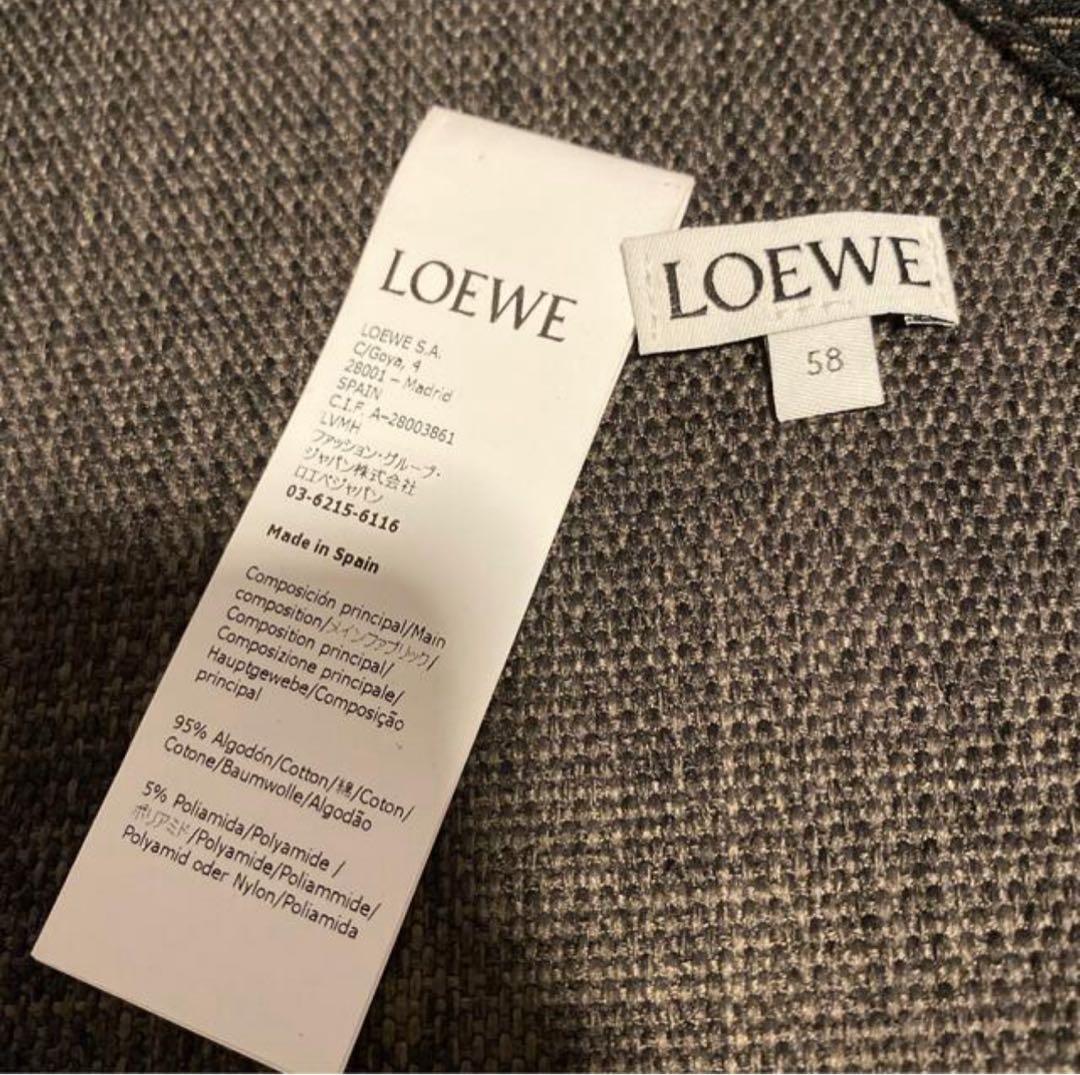 LOEWE
LOEWE S.A.
C/Goya, 4
28001 – Madrid
SPAIN
C.I.F. A-28003861
LVMH
ファッション・グループ・
ジャパン株式会社
ロエベジャパン
03-6215-6116
Made in Spain
Composición principal/Main
composition/メインファブリック/
Composition principal/
Composizione principale/
Hauptgewebe/Composição
principal
95% Algodón/Cotton/綿/Coton/
Cotone/Baumwolle/Algodão
5% Poliamida/Polyamide /
ポリアミド/Polyamide/Poliammide/
Polyamid oder Nylon/Poliamida
LOEWE
58